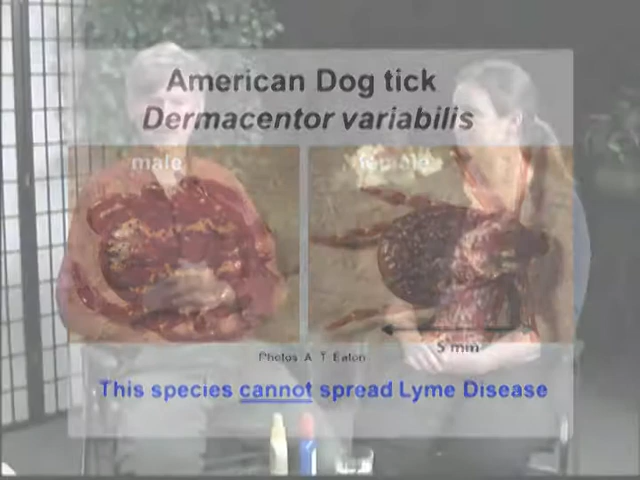 American Dog tick
Dermacentor variabilis
male
female
5 mm
Photos A T Eaton
This species cannot spread Lyme Disease